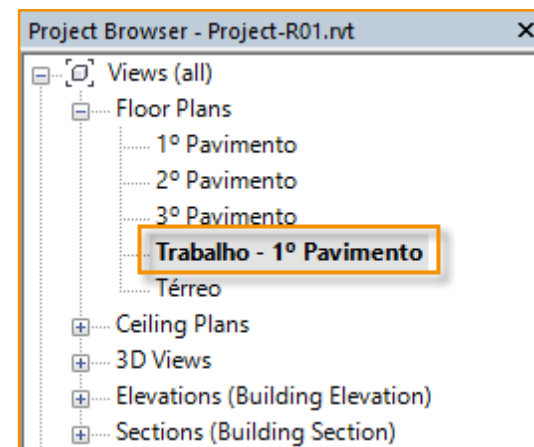 Project Browser - Project-R01.rvt
Views (all)
Floor Plans
1º Pavimento
2º Pavimento
3º Pavimento
Trabalho - 1º Pavimento
Térreo
Ceiling Plans
3D Views
Elevations (Building Elevation)
Sections (Building Section)